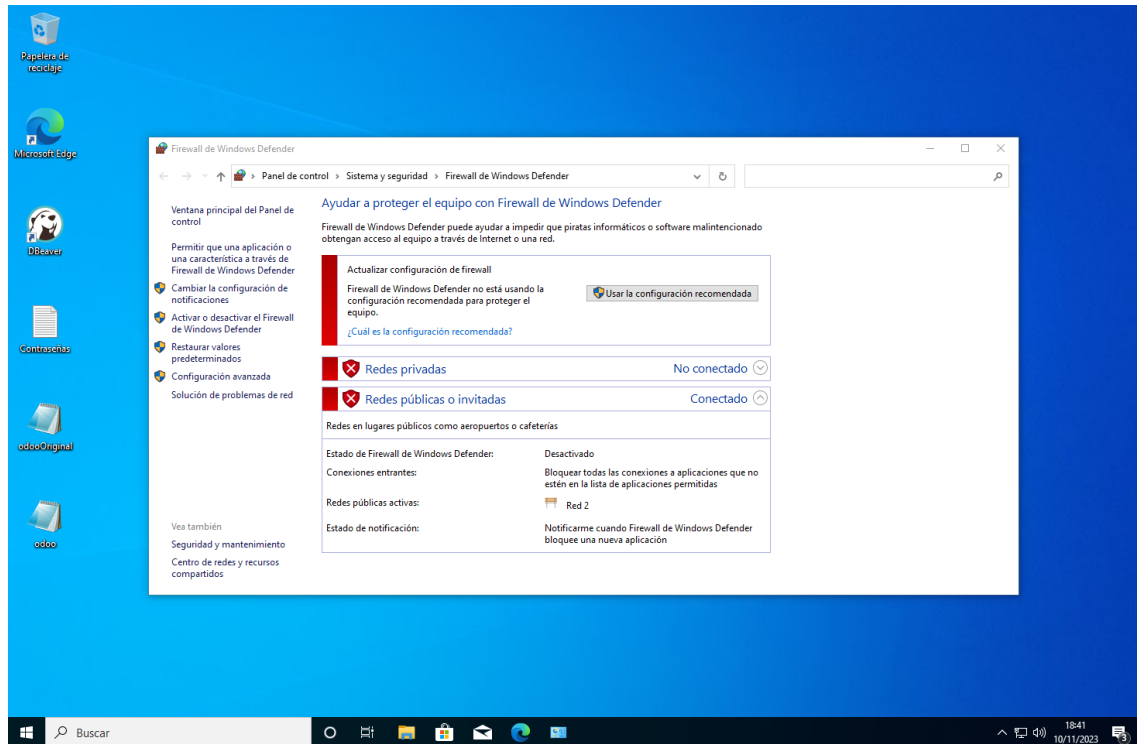 Papelera de
reciclaje
Microsoft Edge
DBeaver
Contraseñas
odooOriginal
odoo
Firewall de Windows Defender
Panel de control › Sistema y seguridad › Firewall de Windows Defender
Ventana principal del Panel de
control
Permitir que una aplicación o
una característica a través de
Firewall de Windows Defender
Cambiar la configuración de
notificaciones
Activar o desactivar el Firewall
de Windows Defender
Restaurar valores
predeterminados
Configuración avanzada
Solución de problemas de red
Vea también
Seguridad y mantenimiento
Centro de redes y recursos
compartidos
Ayudar a proteger el equipo con Firewall de Windows Defender
Firewall de Windows Defender puede ayudar a impedir que piratas informáticos o software malintencionado
obtengan acceso al equipo a través de Internet o una red.
Actualizar configuración de firewall
Firewall de Windows Defender no está usando la
configuración recomendada para proteger el
equipo.
Usar la configuración recomendada
¿Cuál es la configuración recomendada?
Redes privadas No conectado
Redes públicas o invitadas Conectado
Redes en lugares públicos como aeropuertos o cafeterías
Estado de Firewall de Windows Defender: Desactivado
Conexiones entrantes: Bloquear todas las conexiones a aplicaciones que no
estén en la lista de aplicaciones permitidas
Redes públicas activas: Red 2
Estado de notificación: Notificarme cuando Firewall de Windows Defender
bloquee una nueva aplicación
Buscar
18:41
10/11/2023
3